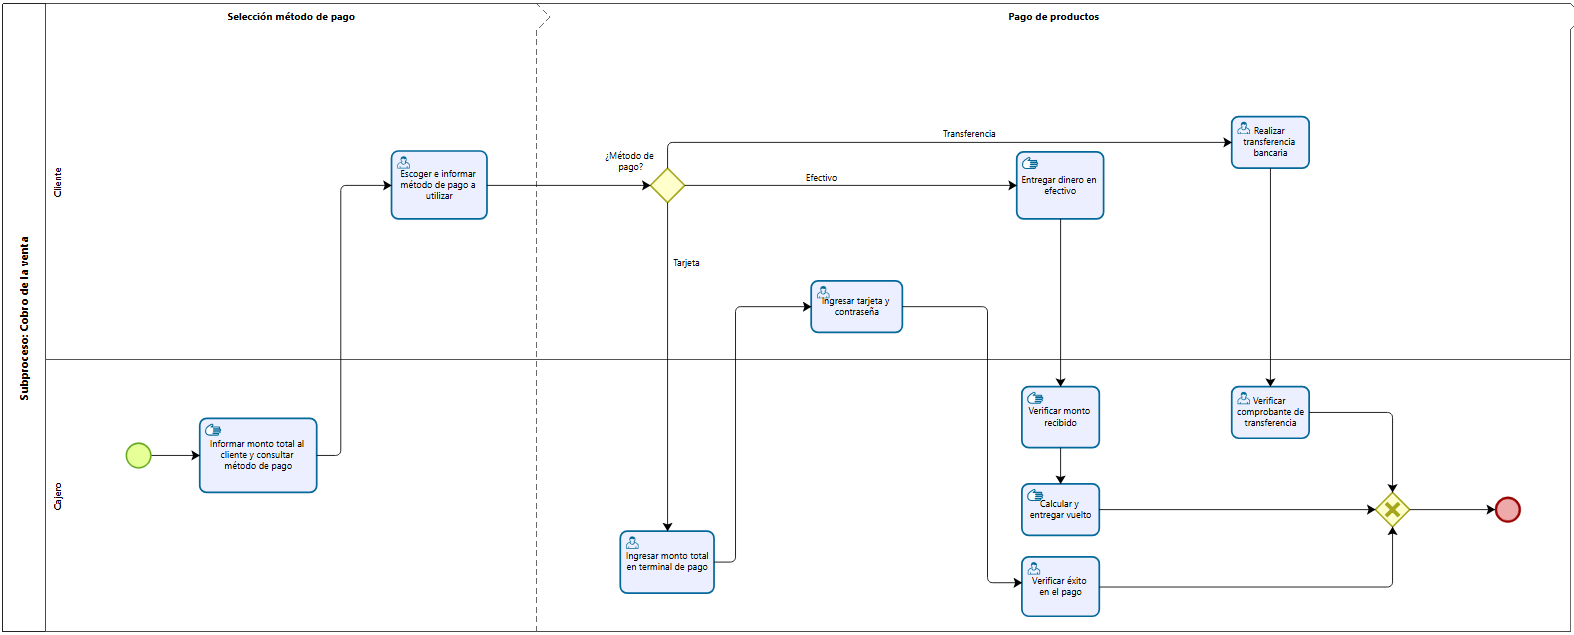 Selección método de pago
Pago de productos
Subproceso: Cobro de la venta
Cliente
Cajero
Escoger e informar
método de pago a
utilizar
¿Método de
pago?
Transferencia
Efectivo
Tarjeta
Realizar
transferencia
bancaria
Entregar dinero en
efectivo
Ingresar tarjeta y
contraseña
Informar monto total al
cliente y consultar
método de pago
Verificar monto
recibido
Verificar
comprobante de
transferencia
Calcular y
entregar vuelto
Ingresar monto total
en terminal de pago
Verificar éxito
en el pago